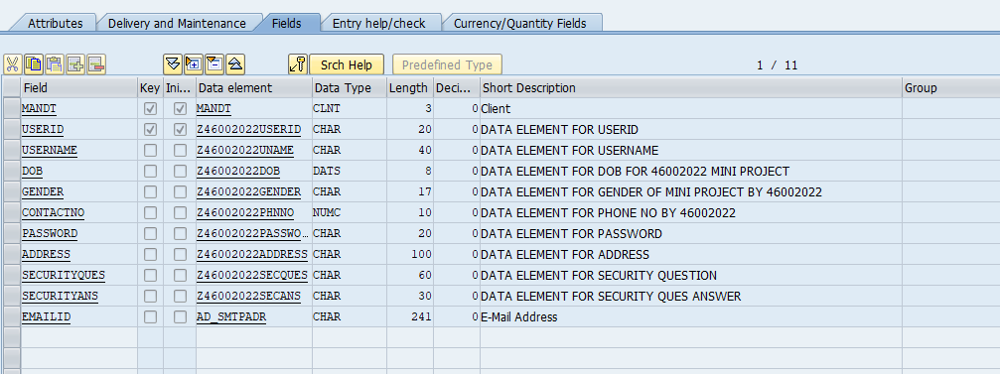 Attributes Delivery and Maintenance Fields Entry help/check Currency/Quantity Fields
Srch Help Predefined Type 1 / 11
Field Key Ini... Data element Data Type Length Deci... Short Description Group
MANDT MANDT CLNT 3 0 Client
USERID Z46002022USERID CHAR 20 0 DATA ELEMENT FOR USERID
USERNAME Z46002022UNAME CHAR 40 0 DATA ELEMENT FOR USERNAME
DOB Z46002022DOB DATS 8 0 DATA ELEMENT FOR DOB FOR 46002022 MINI PROJECT
GENDER Z46002022GENDER CHAR 17 0 DATA ELEMENT FOR GENDER OF MINI PROJECT BY 46002022
CONTACTNO Z46002022PHNNO NUMC 10 0 DATA ELEMENT FOR PHONE NO BY 46002022
PASSWORD Z46002022PASSWO... CHAR 20 0 DATA ELEMENT FOR PASSWORD
ADDRESS Z46002022ADDRESS CHAR 100 0 DATA ELEMENT FOR ADDRESS
SECURITYQUES Z46002022SECQUES CHAR 60 0 DATA ELEMENT FOR SECURITY QUESTION
SECURITYANS Z46002022SECANS CHAR 30 0 DATA ELEMENT FOR SECURITY QUES ANSWER
EMAILID AD_SMTPADR CHAR 241 0 E-Mail Address